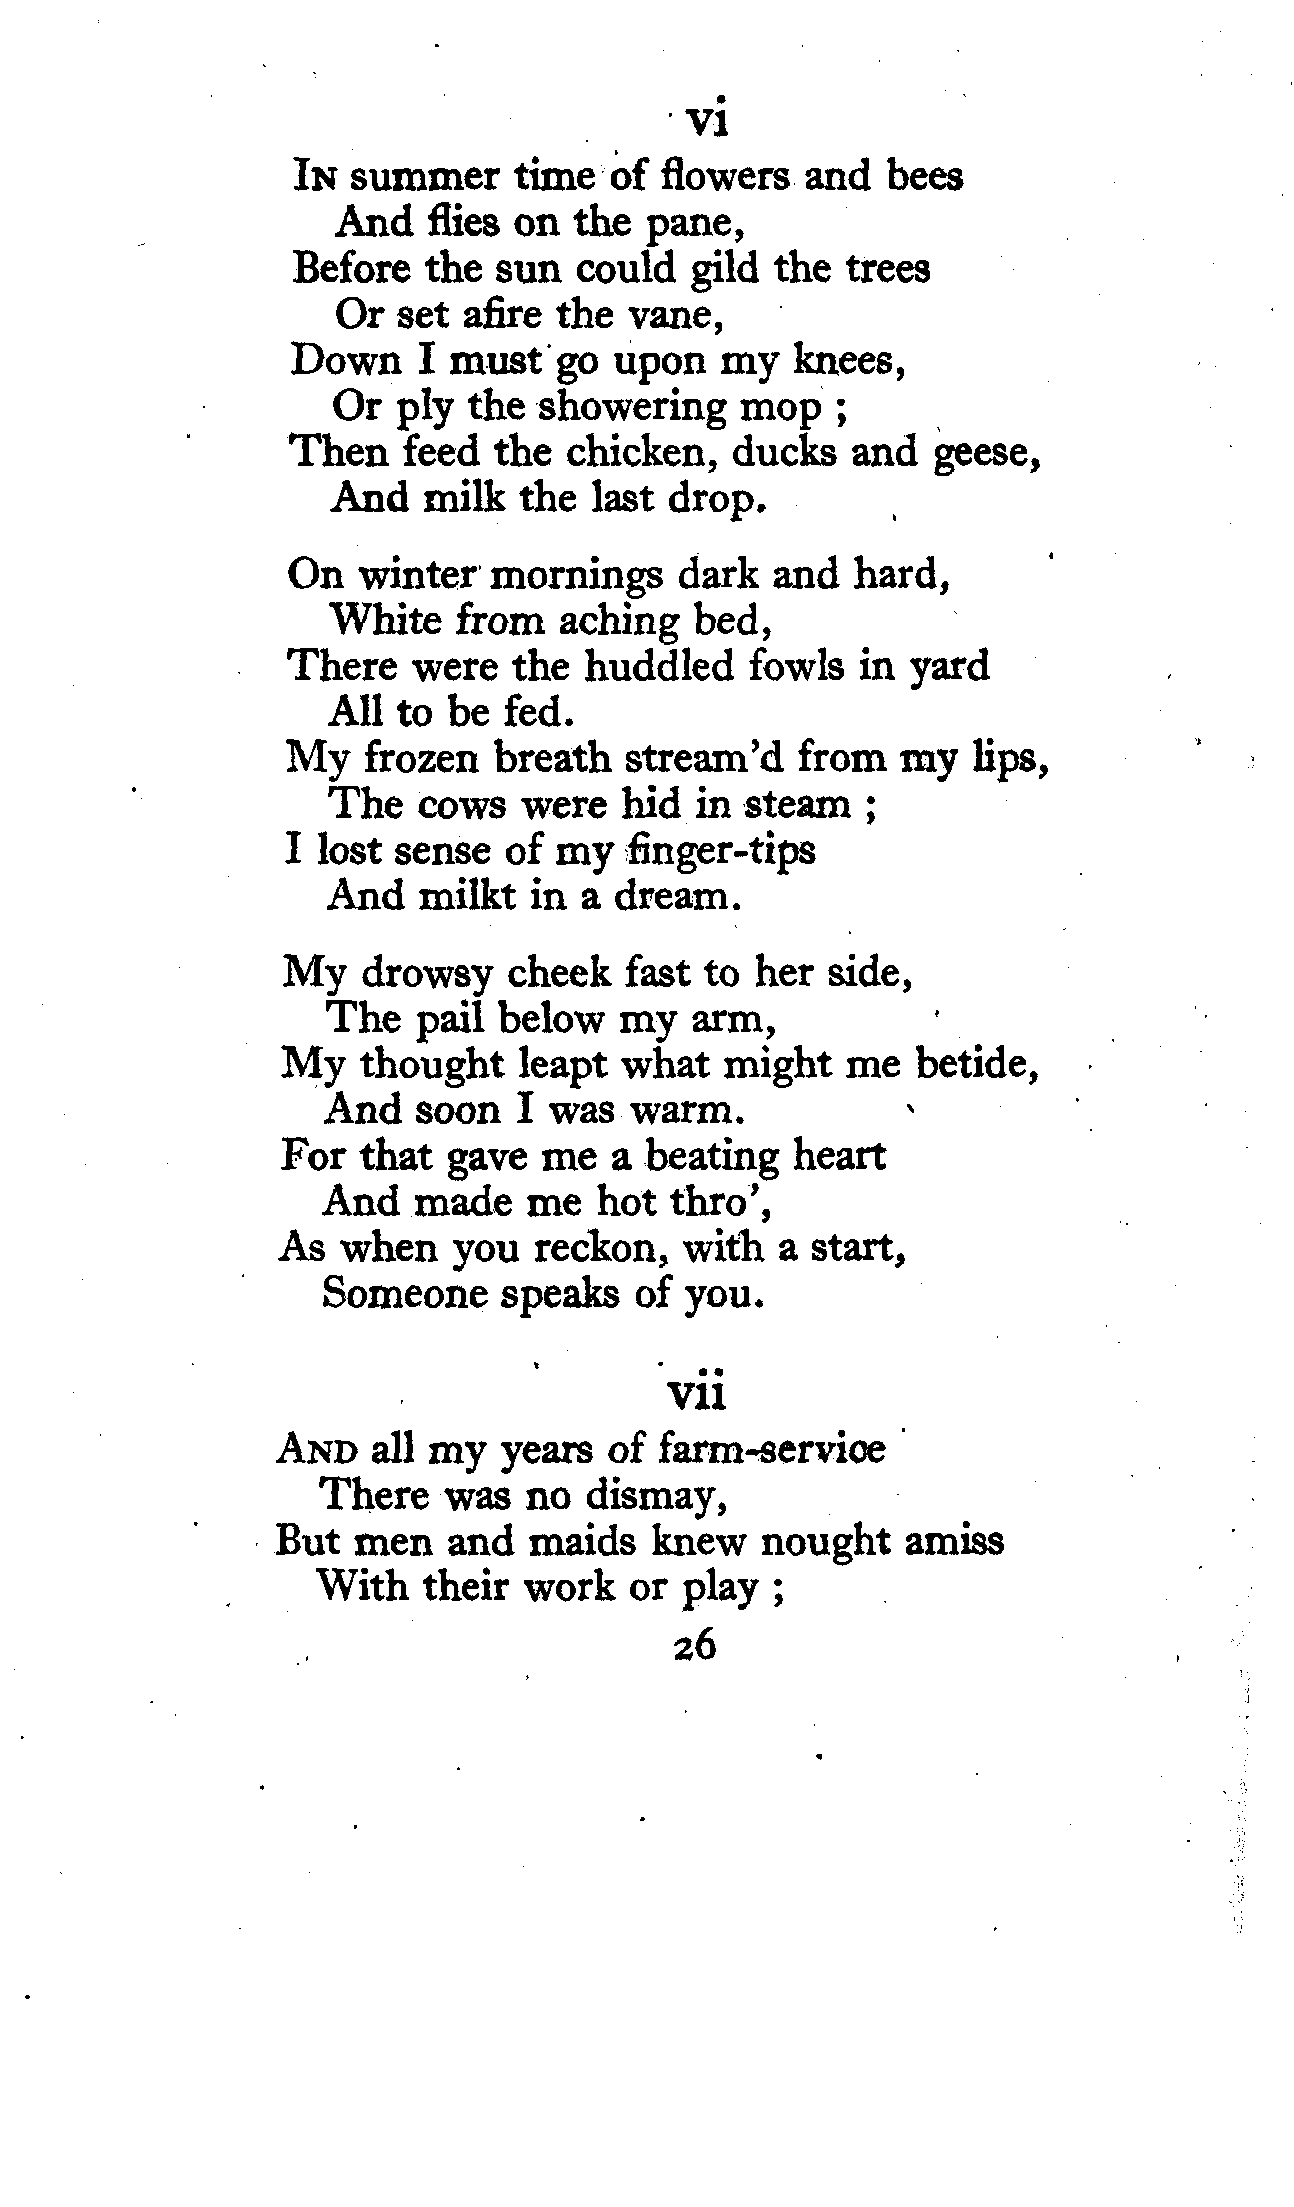 vi
In summer time of flowers and bees
And flies on the pane,
Before the sun could gild the trees
Or set afire the vane,
Down I must go upon my knees,
Or ply the showering mop ;
Then feed the chicken, ducks and geese,
And milk the last drop.
On winter mornings dark and hard,
White from aching bed,
There were the huddled fowls in yard
All to be fed.
My frozen breath stream'd from my lips,
The cows were hid in steam ;
I lost sense of my finger-tips
And milkt in a dream.
My drowsy cheek fast to her side,
The pail below my arm,
My thought leapt what might me betide,
And soon I was warm.
For that gave me a beating heart
And made me hot thro',
As when you reckon, with a start,
Someone speaks of you.
vii
And all my years of farm-service
There was no dismay,
But men and maids knew nought amiss
With their work or play ;
26